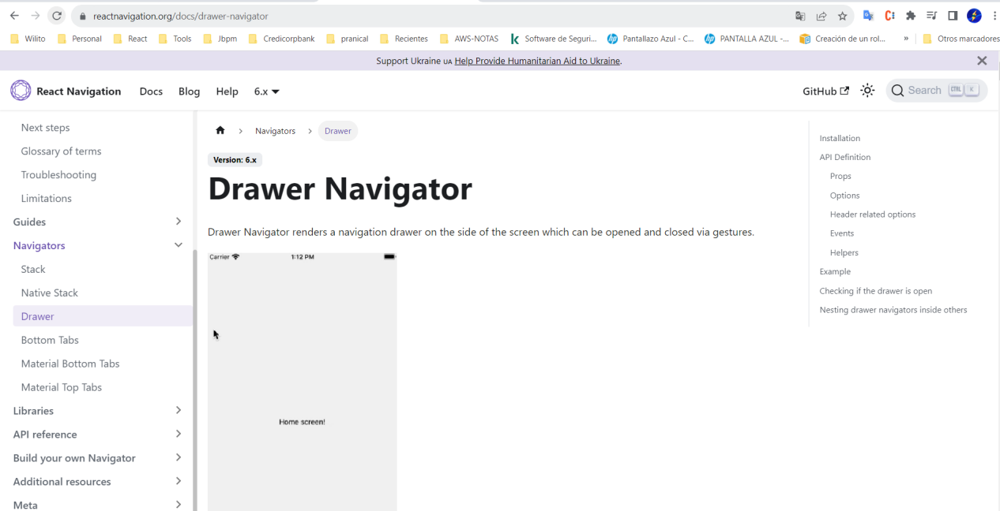 reactnavigation.org/docs/drawer-navigator
Wilito Personal React Tools Jbpm Credicorpbank pranical Recientes AWS-NOTAS Software de Seguri... Pantallazo Azul - C... PANTALLA AZUL -... Creación de un rol... » Otros marcadores
Support Ukraine UA Help Provide Humanitarian Aid to Ukraine.
React Navigation Docs Blog Help 6.x GitHub Search CTRL K
Next steps
Glossary of terms
Troubleshooting
Limitations
Guides
Navigators
Stack
Native Stack
Drawer
Bottom Tabs
Material Bottom Tabs
Material Top Tabs
Libraries
API reference
Build your own Navigator
Additional resources
Meta
Navigators Drawer
Version: 6.x
Drawer Navigator
Drawer Navigator renders a navigation drawer on the side of the screen which can be opened and closed via gestures.
Carrier 1:12 PM
Home screen!
Installation
API Definition
Props
Options
Header related options
Events
Helpers
Example
Checking if the drawer is open
Nesting drawer navigators inside others